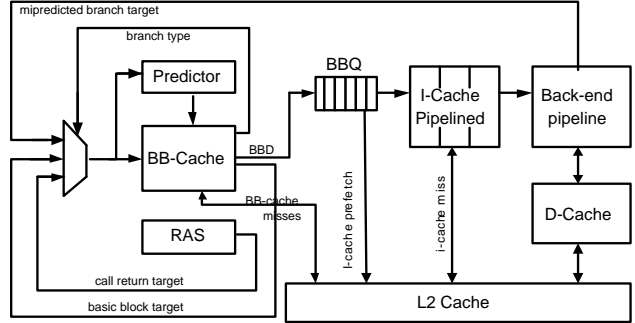 mipredicted branch target
branch type
BBQ
Predictor
I-Cache
Pipelined
Back-end
pipeline
BB-Cache
BBD
BB-cache
misses
I-cache prefetch
i-cache miss
D-Cache
RAS
call return target
L2 Cache
basic block target